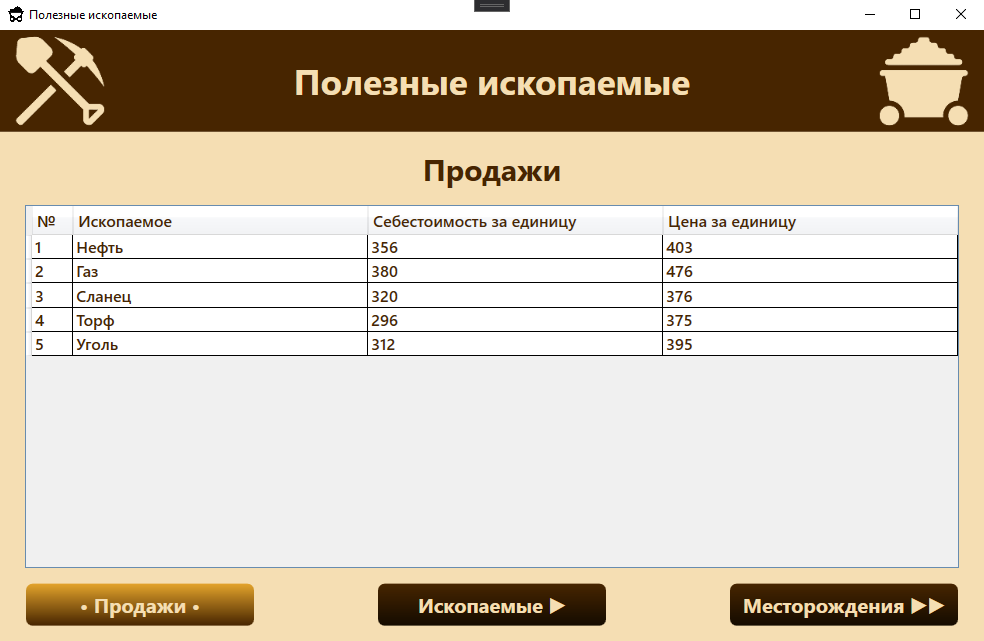 Полезные ископаемые
Полезные ископаемые
Продажи
№ Ископаемое Себестоимость за единицу Цена за единицу
1 Нефть 356 403
2 Газ 380 476
3 Сланец 320 376
4 Торф 296 375
5 Уголь 312 395
• Продажи • Ископаемые ▶ Месторождения ▶▶